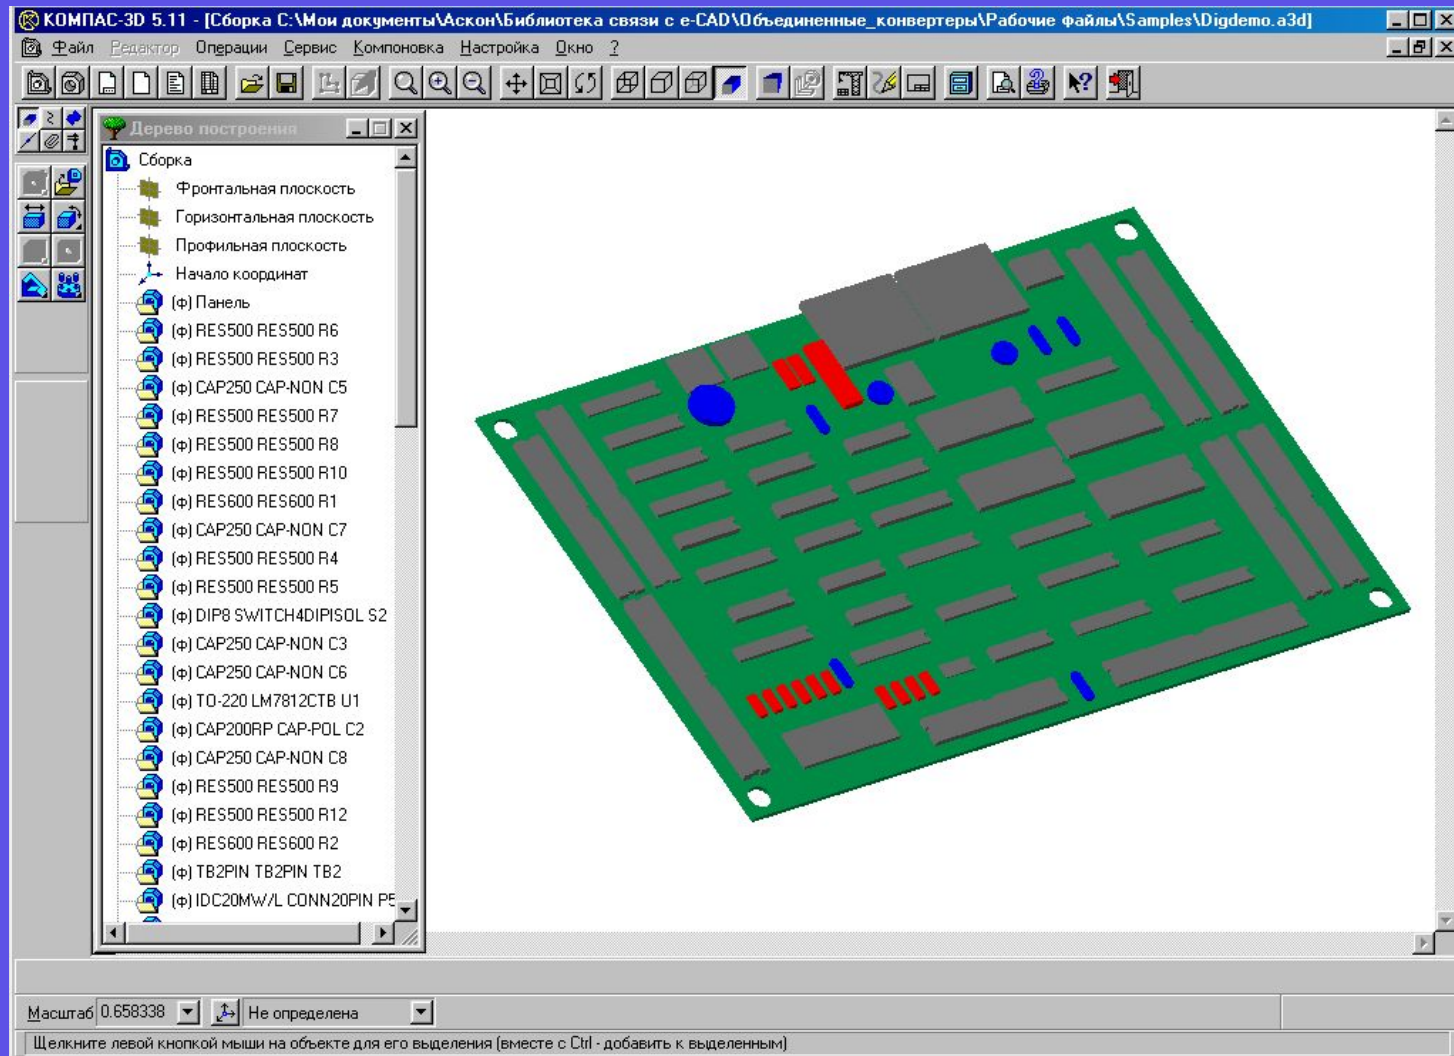 КОМПАС-3D 5.11 - [Сборка C:\Мои документы\Аскон\Библиотека связи с e-CAD\Объединенные_конвертеры\Рабочие файлы\Samples\Digdemo.a3d]
Файл Редактор Операции Сервис Компоновка Настройка Окно ?
Дерево построения
Сборка
Фронтальная плоскость
Горизонтальная плоскость
Профильная плоскость
Начало координат
(ф) Панель
(ф) RES500 RES500 R6
(ф) RES500 RES500 R3
(ф) CAP250 CAP-NON C5
(ф) RES500 RES500 R7
(ф) RES500 RES500 R8
(ф) RES500 RES500 R10
(ф) RES600 RES600 R1
(ф) CAP250 CAP-NON C7
(ф) RES500 RES500 R4
(ф) RES500 RES500 R5
(ф) DIP8 SWITCH4DIPISOL S2
(ф) CAP250 CAP-NON C3
(ф) CAP250 CAP-NON C6
(ф) TO-220 LM7812CTB U1
(ф) CAP200RP CAP-POL C2
(ф) CAP250 CAP-NON C8
(ф) RES500 RES500 R9
(ф) RES500 RES500 R12
(ф) RES600 RES600 R2
(ф) TB2PIN TB2PIN TB2
(ф) IDC20MW/L CONN20PIN P5
Масштаб 0.658338 Не определена
Щелкните левой кнопкой мыши на объекте для его выделения (вместе с Ctrl - добавить к выделенным)